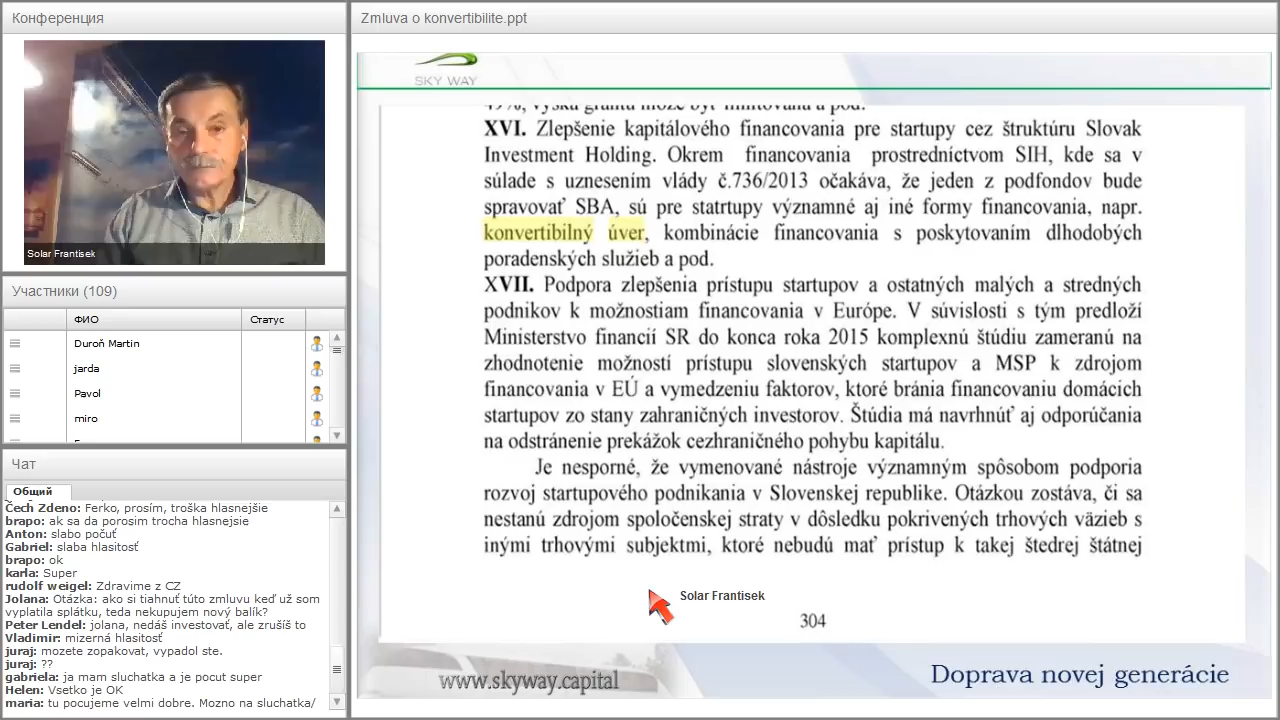 Конференция
Solar Frantisek
Участники (109)
ФИО
Статус
Duroň Martin
jarda
Pavol
miro
Чат
Общий
Čech Zdeno: Ferko, prosím, troška hlasnejšie
brapo: ak sa da porosim trocha hlasnejsie
Anton: slabo počuť
Gabriel: slaba hlasitosť
brapo: ok
karla: Super
rudolf weigel: Zdravime z CZ
Jolana: Otázka: ako si tiahnuť túto zmluvu keď už som
vyplatila splátku, teda nekupujem nový balík?
Peter Lendel: jolana, nedáš investovať, ale zrušíš to
Vladimir: mizerná hlasitosť
juraj: mozete zopakovat, vypadol ste.
juraj: ??
gabriela: ja mam sluchatka a je pocut super
Helen: Vsetko je OK
maria: tu počujeme velmi dobre. Mozno na sluchatka/
Zmluva o konvertibilite.ppt
SKY WAY
49%, výška grantu môže byť limitovaná a pod.
XVI. Zlepšenie kapitálového financovania pre startupy cez štruktúru Slovak
Investment Holding. Okrem financovania prostredníctvom SIH, kde sa v
súlade s uznesením vlády č.736/2013 očakáva, že jeden z podfondov bude
spravovať SBA, sú pre statrtupy významné aj iné formy financovania, napr.
konvertibilný úver, kombinácie financovania s poskytovaním dlhodobých
poradenských služieb a pod.
XVII. Podpora zlepšenia prístupu startupov a ostatných malých a stredných
podnikov k možnostiam financovania v Európe. V súvislosti s tým predloží
Ministerstvo financií SR do konca roka 2015 komplexnú štúdiu zameranú na
zhodnotenie možností prístupu slovenských startupov a MSP k zdrojom
financovania v EÚ a vymedzeniu faktorov, ktoré bránia financovaniu domácich
startupov zo stany zahraničných investorov. Štúdia má navrhnúť aj odporúčania
na odstránenie prekážok cezhraničného pohybu kapitálu.
Je nesporné, že vymenované nástroje významným spôsobom podporia
rozvoj startupového podnikania v Slovenskej republike. Otázkou zostáva, či sa
nestanú zdrojom spoločenskej straty v dôsledku pokrivených trhových väzieb s
inými trhovými subjektmi, ktoré nebudú mať prístup k takej štedrej štátnej
Solar Frantisek
304
www.skyway.capital
Doprava novej generácie